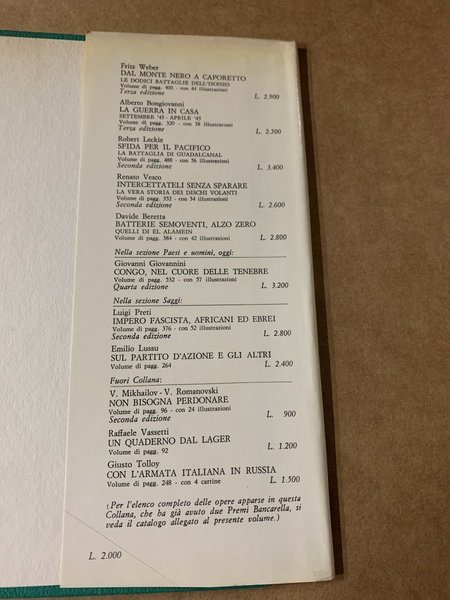 Fritz Weber
DAL MONTE NERO A CAPORETTO
LE DODICI BATTAGLIE DELL'ISONZO
Volume di pagg. 400 - con 44 illustrazioni
Terza edizione L. 2.900
Alberto Bongiovanni
LA GUERRA IN CASA
SETTEMBRE '43 - APRILE '45
Volume di pagg. 320 - con 38 illustrazioni
Terza edizione L. 2.500
Robert Leckie
SFIDA PER IL PACIFICO
LA BATTAGLIA DI GUADALCANAL
Volume di pagg. 488 - con 56 illustrazioni
Seconda edizione L. 3.400
Renato Vesco
INTERCETTATELI SENZA SPARARE
LA VERA STORIA DEI DISCHI VOLANTI
Volume di pagg. 352 - con 34 illustrazioni
Seconda edizione L. 2.600
Davide Beretta
BATTERIE SEMOVENTI, ALZO ZERO
QUELLI DI EL ALAMEIN
Volume di pagg. 384 - con 42 illustrazioni L. 2.800
Nella sezione Paesi e uomini, oggi:
Giovanni Giovannini
CONGO, NEL CUORE DELLE TENEBRE
Volume di pagg. 532 - con 57 illustrazioni
Quarta edizione L. 3.200
Nella sezione Saggi:
Luigi Preti
IMPERO FASCISTA, AFRICANI ED EBREI
Volume di pagg. 376 - con 52 illustrazioni
Seconda edizione L. 2.800
Emilio Lussu
SUL PARTITO D'AZIONE E GLI ALTRI
Volume di pagg. 264 L. 2.400
Fuori Collana:
V. Mikhailov - V. Romanovski
NON BISOGNA PERDONARE
Volume di pagg. 96 - con 24 illustrazioni
Seconda edizione L. 900
Raffaele Vassetti
UN QUADERNO DAL LAGER
Volume di pagg. 92 L. 1.200
Giusto Tolloy
CON L'ARMATA ITALIANA IN RUSSIA
Volume di pagg. 248 - con 4 cartine L. 1.500
(Per l'elenco completo delle opere apparse in questa
Collana, che ha già avuto due Premi Bancarella, si
veda il catalogo allegato al presente volume.)
L. 2.000